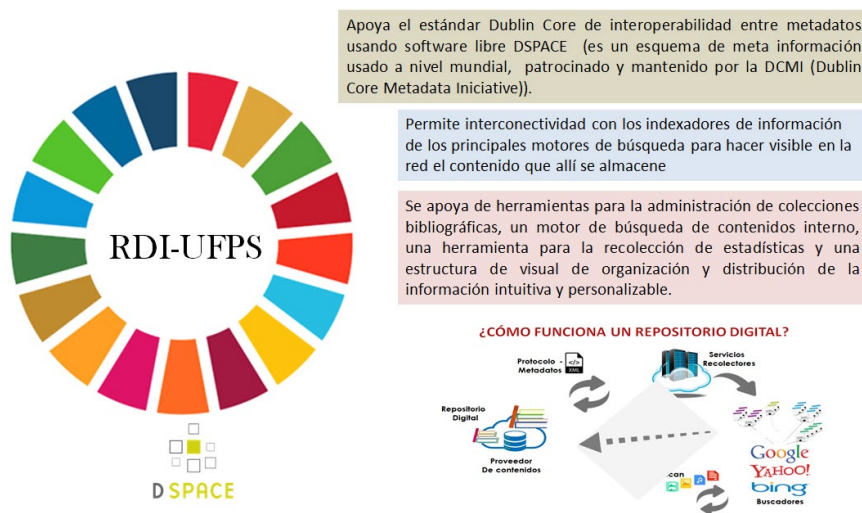 Apoya el estándar Dublin Core de interoperabilidad entre metadatos
usando software libre DSPACE (es un esquema de meta información
usado a nivel mundial, patrocinado y mantenido por la DCMI (Dublin
Core Metadata Iniciative)).
Permite interconectividad con los indexadores de información
de los principales motores de búsqueda para hacer visible en la
red el contenido que allí se almacene
Se apoya de herramientas para la administración de colecciones
bibliográficas, un motor de búsqueda de contenidos interno,
una herramienta para la recolección de estadísticas y una
estructura de visual de organización y distribución de la
información intuitiva y personalizable.
RDI-UFPS
DSPACE
¿CÓMO FUNCIONA UN REPOSITORIO DIGITAL?
Protocolo -
Metadatos
</>
XML
Servicios
Recolectores
Repositorio
Digital
Proveedor
De contenidos
.can
Google
YAHOO!
bing
Buscadores